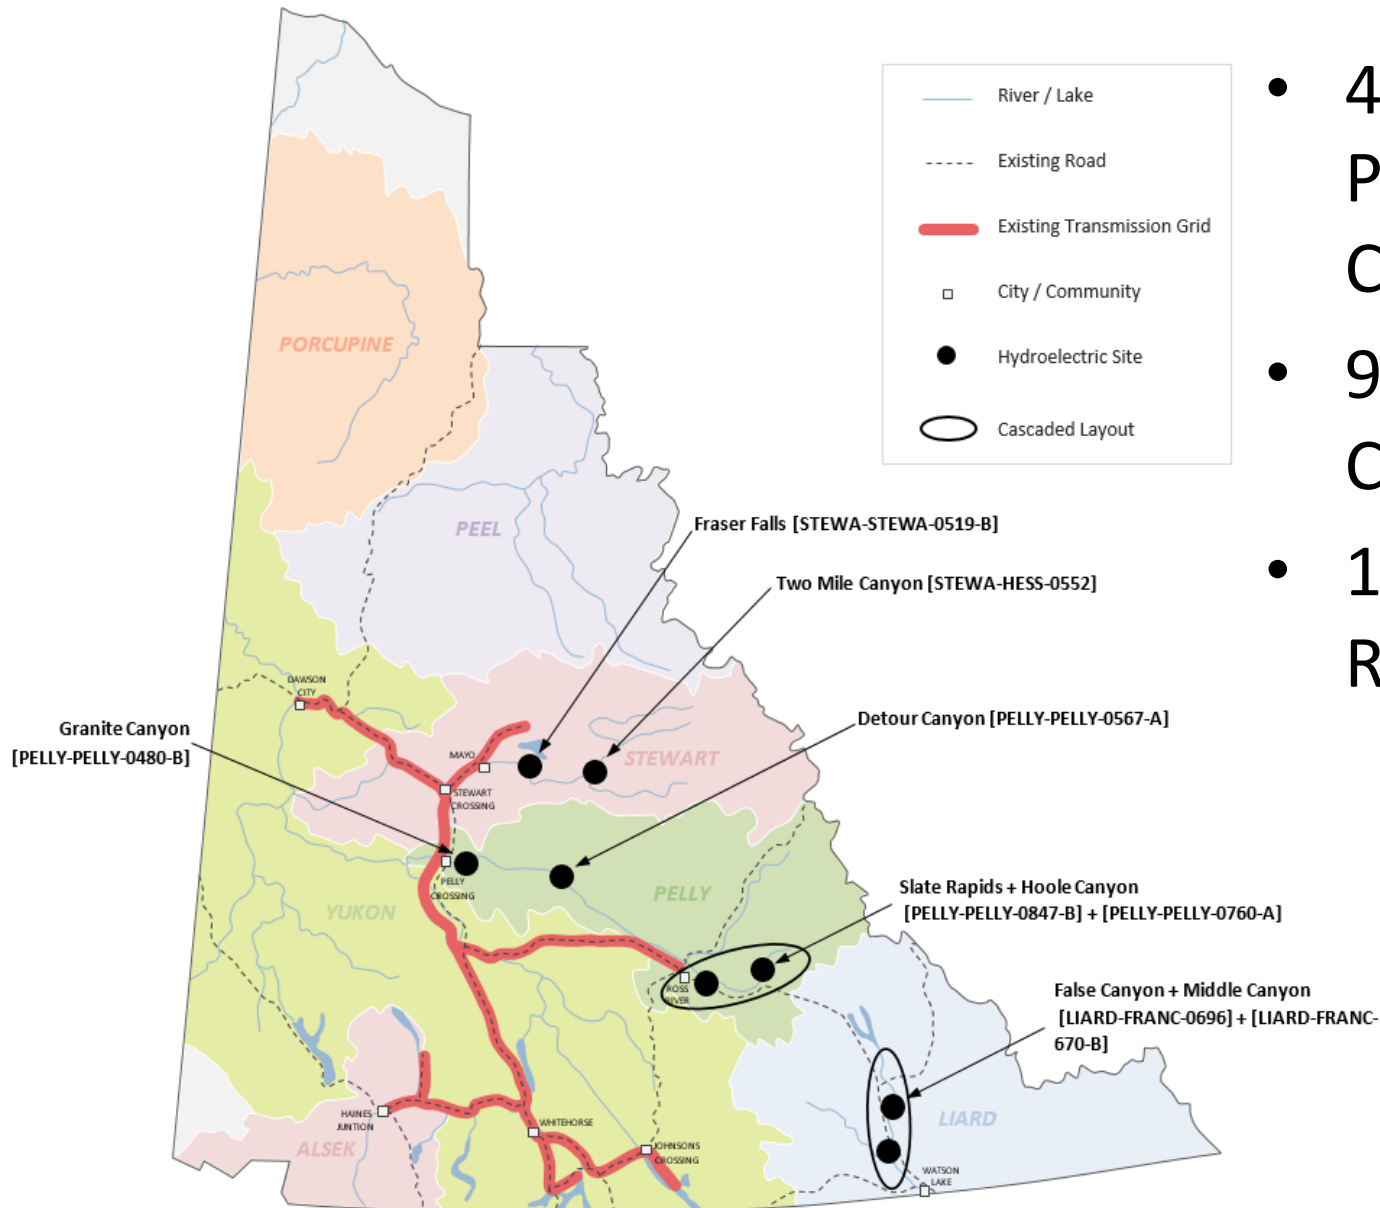 River / Lake
Existing Road
Existing Transmission Grid
City / Community
Hydroelectric Site
Cascaded Layout
• 4
P
C
• 9
C
• 1
R
PORCUPINE
PEEL
Fraser Falls [STEWA-STEWA-0519-B]
Two Mile Canyon [STEWA-HESS-0552]
DAWSON
CITY
Detour Canyon [PELLY-PELLY-0567-A]
Granite Canyon
[PELLY-PELLY-0480-B]
MAYO
STEWART
STEWART
CROSSING
PELLY
CROSSING
PELLY
YUKON
Slate Rapids + Hoole Canyon
[PELLY-PELLY-0847-B] + [PELLY-PELLY-0760-A]
ROSS
RIVER
False Canyon + Middle Canyon
[LIARD-FRANC-0696] + [LIARD-FRANC-
670-B]
HAINES
JUNTION
WHITEHORSE
LIARD
ALSEK
JOHNSONS
CROSSING
WATSON
LAKE